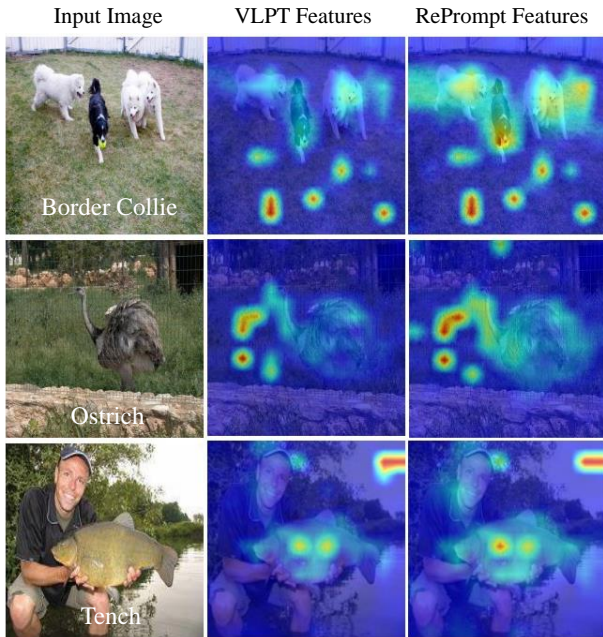 Input Image VLPT Features RePrompt Features
Border Collie
Ostrich
Tench